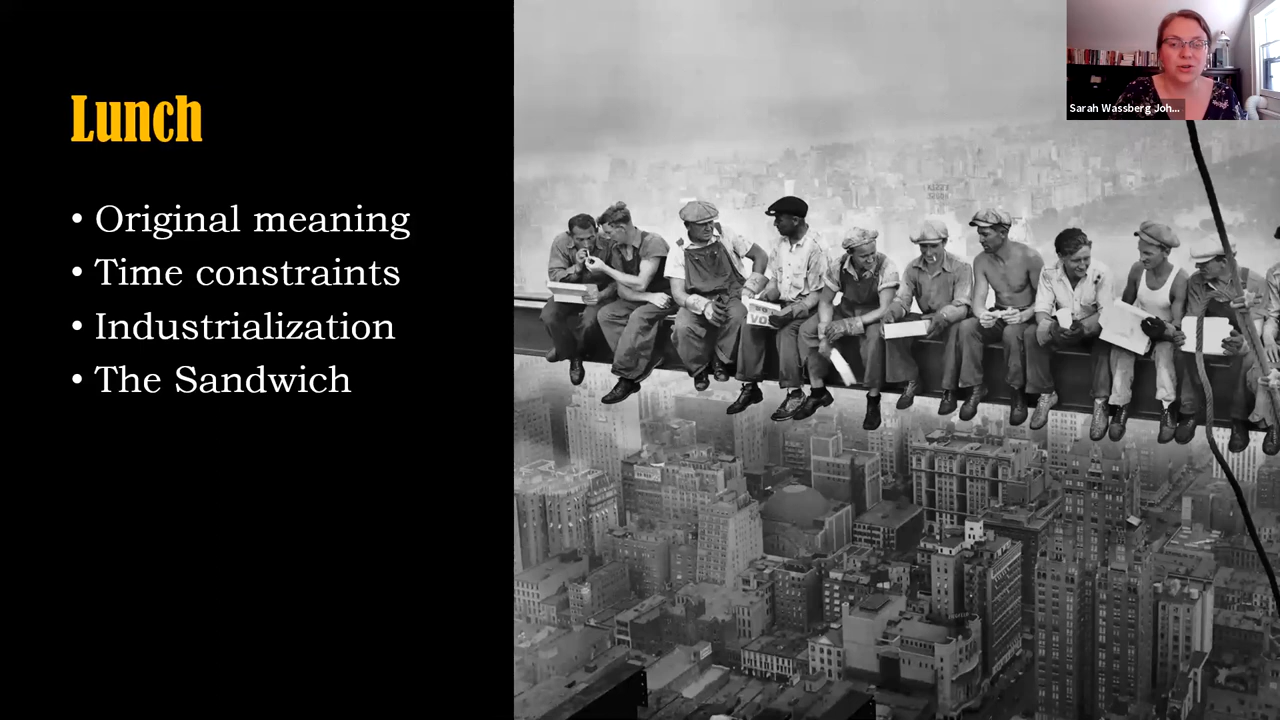 Lunch
• Original meaning
• Time constraints
• Industrialization
• The Sandwich
Sarah Wassberg Joh...